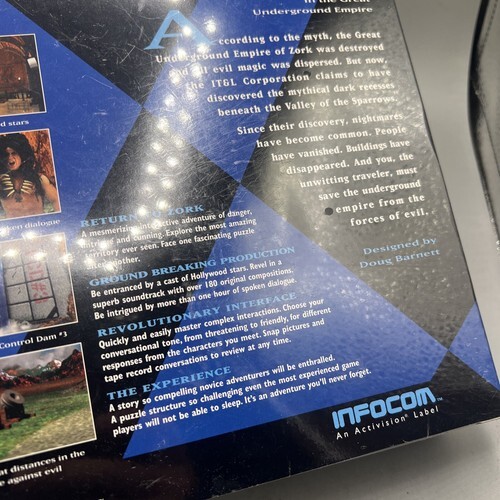 in the Great
Underground Empire
According to the myth, the Great
Underground Empire of Zork was destroyed
and all evil magic was dispersed. But now,
the ITGL Corporation claims to have
discovered the mythical dark recesses
beneath the Valley of the Sparrows.
Since their discovery, nightmares
have become common. People
have vanished. Buildings have
disappeared. And you, the
unwitting traveler, must
save the underground
empire from the
forces of evil.
Designed by
Doug Barnett
d stars
ken dialogue
Control Dam #3
at distances in the
e against evil
RETURN TO ZORK
A mesmerizing interactive adventure of danger,
intrigue and cunning. Explore the most amazing
territory ever seen. Face one fascinating puzzle
after another.
GROUND BREAKING PRODUCTION
Be entranced by a cast of Hollywood stars. Revel in a
superb soundtrack with over 180 original compositions.
Be intrigued by more than one hour of spoken dialogue.
REVOLUTIONARY INTERFACE
Quickly and easily master complex interactions. Choose your
conversational tone, from threatening to friendly, for different
responses from the characters you meet. Snap pictures and
tape record conversations to review at any time.
THE EXPERIENCE
A story so compelling novice adventurers will be enthralled.
A puzzle structure so challenging even the most experienced game
players will not be able to sleep. It's an adventure you'll never forget.
INFOCOM™
An Activision® Label